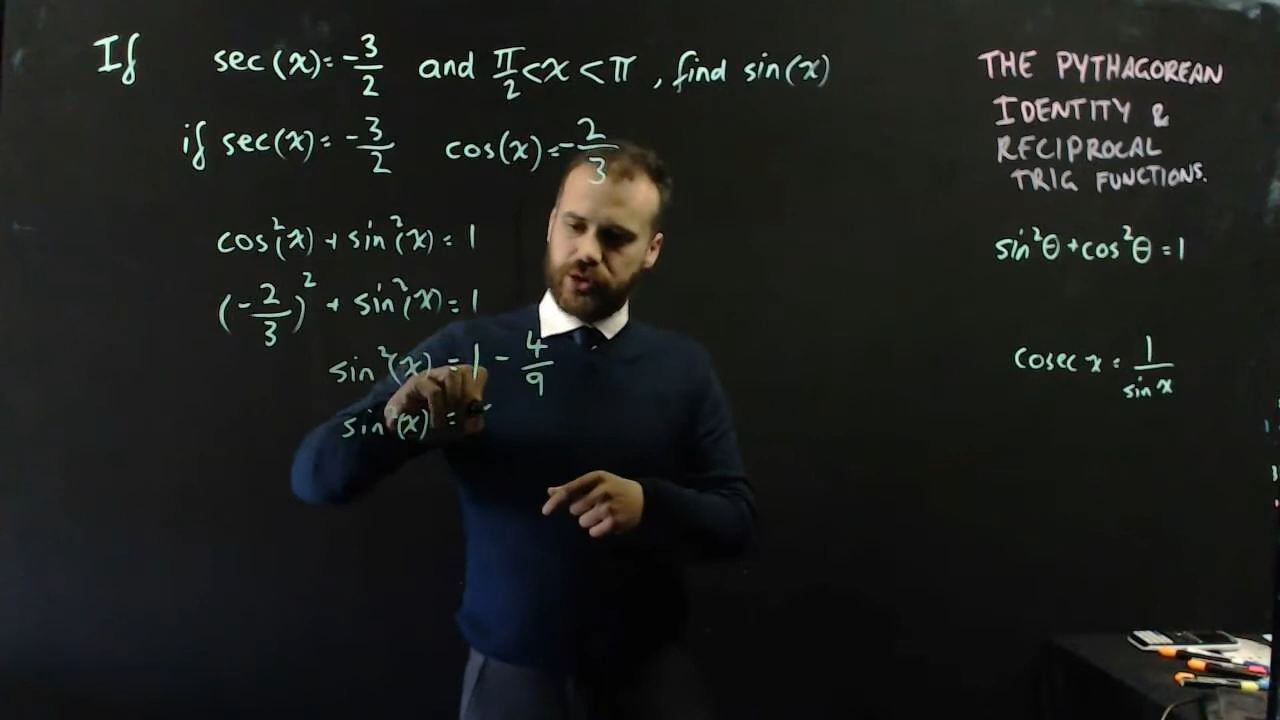 If sec(x)=-3/2 and π/2<x<π, find sin(x)
if sec(x)=-3/2 cos(x)=-2/3
cos²(x)+sin²(x)=1
(-2/3)²+sin²(x)=1
sin²(x)=1-4/9
sin²(x)=
THE PYTHAGOREAN
IDENTITY &
RECIPROCAL
TRIG FUNCTIONS.
sin²θ+cos²θ=1
cosec x=1/sin x